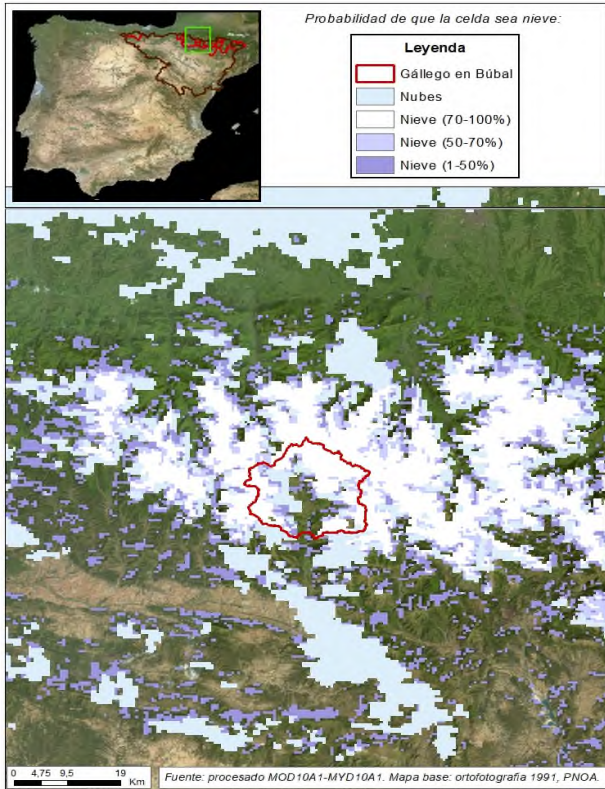 Probabilidad de que la celda sea nieve:
Leyenda
Gállego en Búbal
Nubes
Nieve (70-100%)
Nieve (50-70%)
Nieve (1-50%)
0 4,75 9,5 19
Km
Fuente: procesado MOD10A1-MYD10A1. Mapa base: ortofotografía 1991, PNOA.